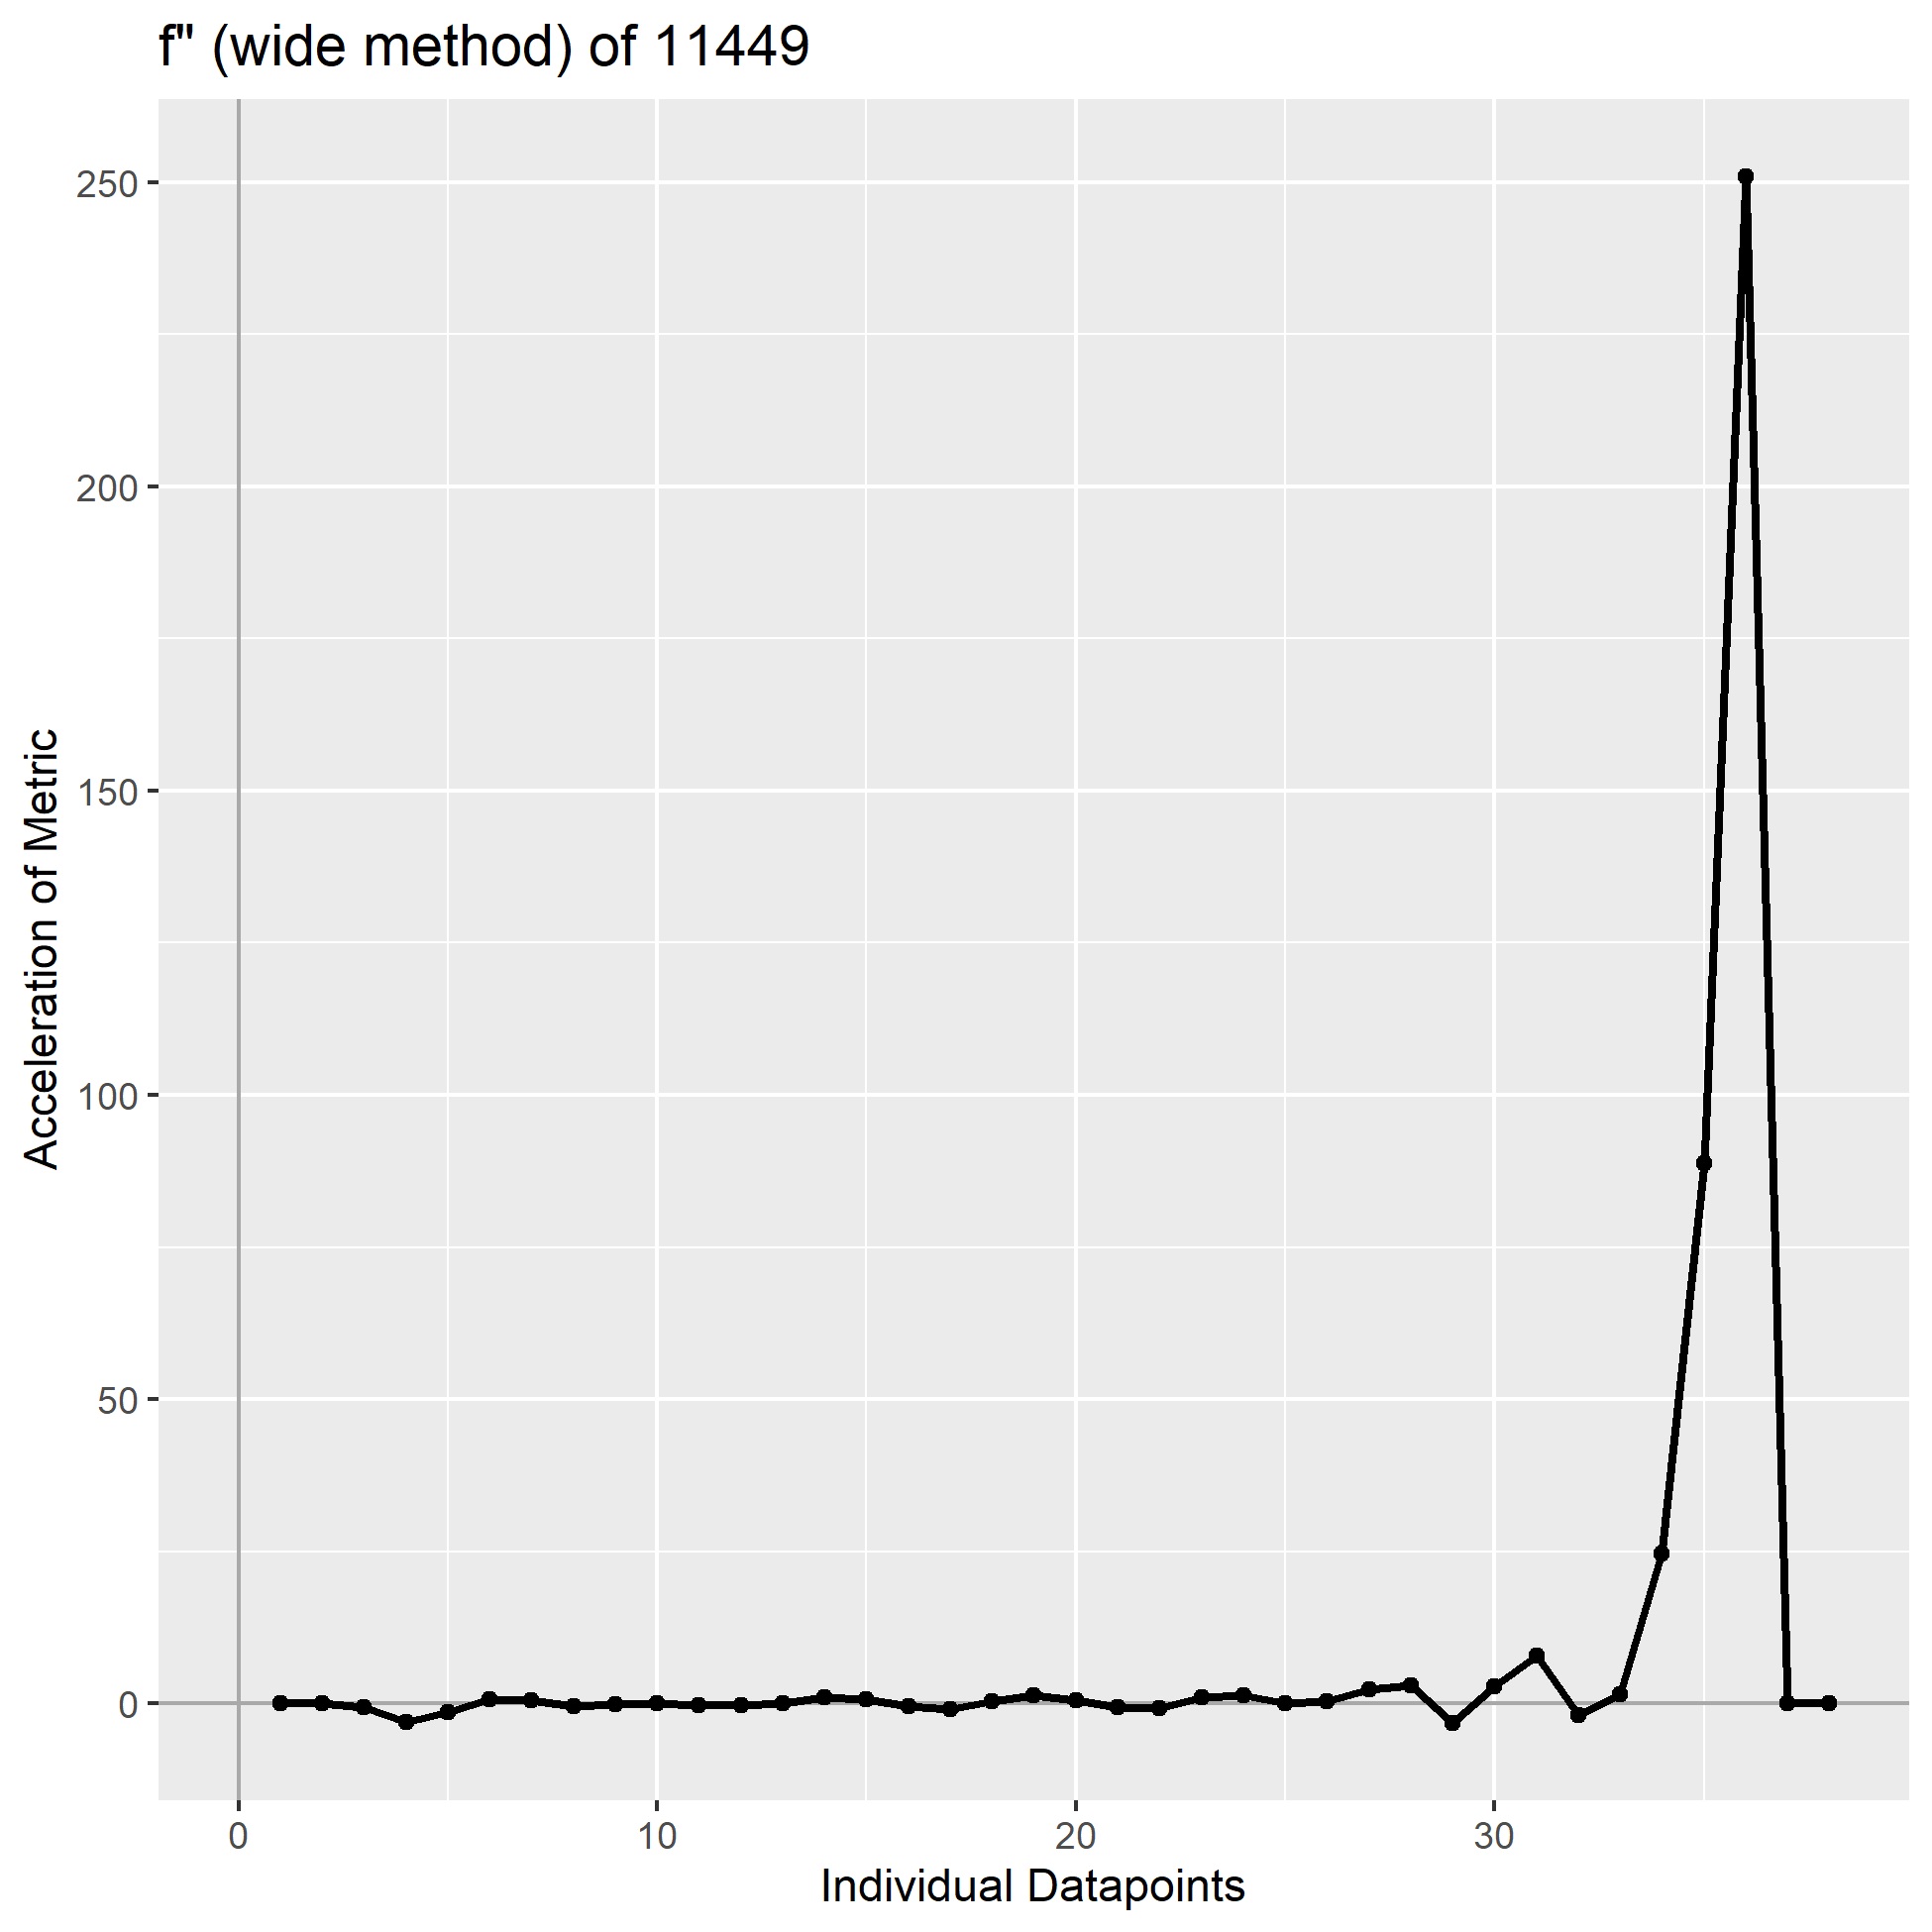 f" (wide method) of 11449
Acceleration of Metric
250
200
150
100
50
0
0 10 20 30
Individual Datapoints